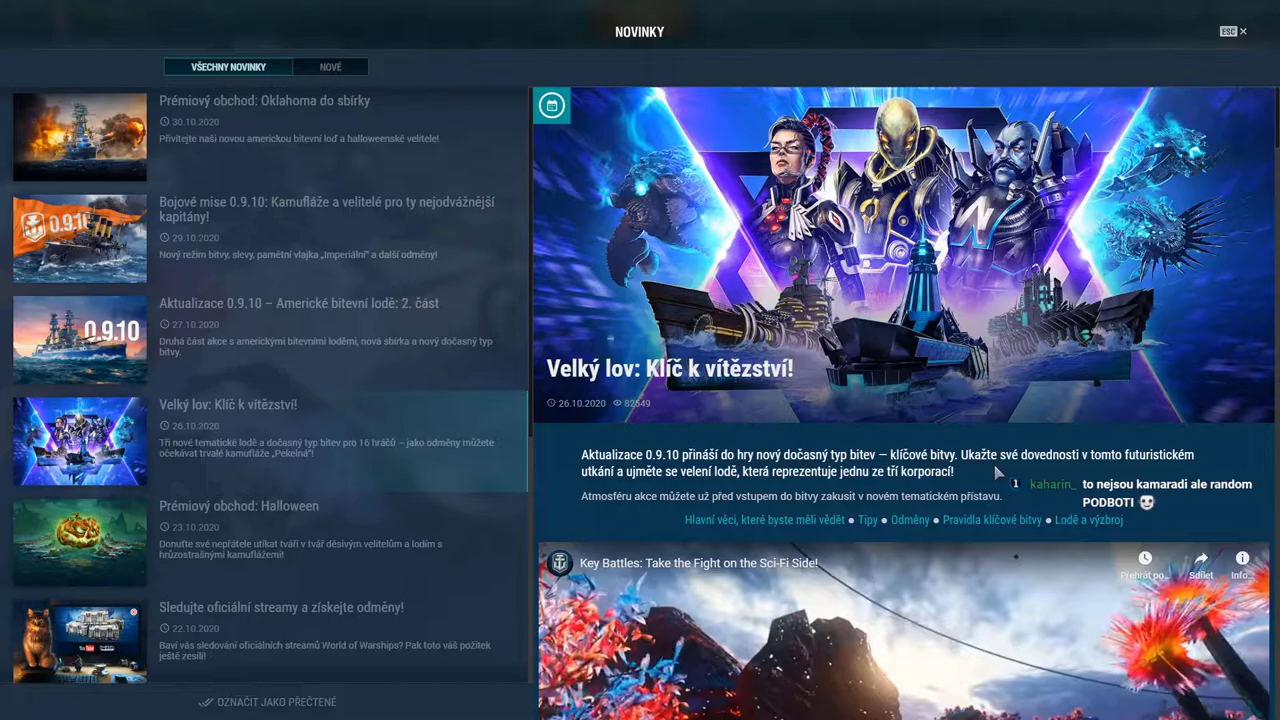 NOVINKY
ESC ×
VŠECHNY NOVINKY
NOVÉ
Prémiový obchod: Oklahoma do sbírky
30.10.2020
Přivítejte naši novou americkou bitevní loď a halloweenské velitele!
0.9.10
Bojové mise 0.9.10: Kamufláže a velitelé pro ty nejodvážnější
kapitány!
29.10.2020
Nový režim bitvy, slevy, pamětní vlajka „Imperiální" a další odměny!
0.9.10
Aktualizace 0.9.10 – Americké bitevní lodě: 2. část
27.10.2020
Druhá část akce s americkými bitevními loděmi, nová sbírka a nový dočasný typ
bitvy.
Velký lov: Klíč k vítězství!
26.10.2020
Tři nové tematické lodě a dočasný typ bitev pro 16 hráčů – jako odměny můžete
očekávat trvalé kamufláže „Pekelná"!
Prémiový obchod: Halloween
23.10.2020
Donuťte své nepřátele utíkat tváří v tvář děsivým velitelům a lodím s
hrůzostrašnými kamuflážemi!
Sledujte oficiální streamy a získejte odměny!
22.10.2020
Baví vás sledování oficiálních streamů World of Warships? Pak toto váš požitek
ještě zesílí!
OZNAČIT JAKO PŘEČTENÉ
Velký lov: Klíč k vítězství!
26.10.2020 82549
Aktualizace 0.9.10 přináší do hry nový dočasný typ bitev — klíčové bitvy. Ukažte své dovednosti v tomto futuristickém
utkání a ujměte se velení lodě, která reprezentuje jednu ze tří korporací!
1 kaharin_ to nejsou kamaradi ale random
PODBOTI
Atmosféru akce můžete už před vstupem do bitvy zakusit v novém tematickém přístavu.
Hlavní věci, které byste měli vědět ● Tipy ● Odměny ● Pravidla klíčové bitvy ● Lodě a výzbroj
Key Battles: Take the Fight on the Sci-Fi Side!
Přehrát po...
Sdílet
Info...